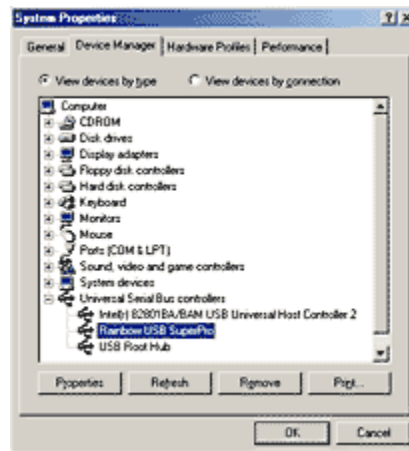 System Properties
General Device Manager Hardware Profiles Performance
View devices by type View devices by connection
Computer
CDROM
Disk drives
Display adapters
Floppy disk controllers
Hard disk controllers
Keyboard
Monitors
Mouse
Ports (COM & LPT)
Sound, video and game controllers
System devices
Universal Serial Bus controllers
Intel(r) 82801BA/BAM USB Universal Host Controller 2
Rainbow USB SuperPro
USB Root Hub
Properties Refresh Remove Print...
OK Cancel